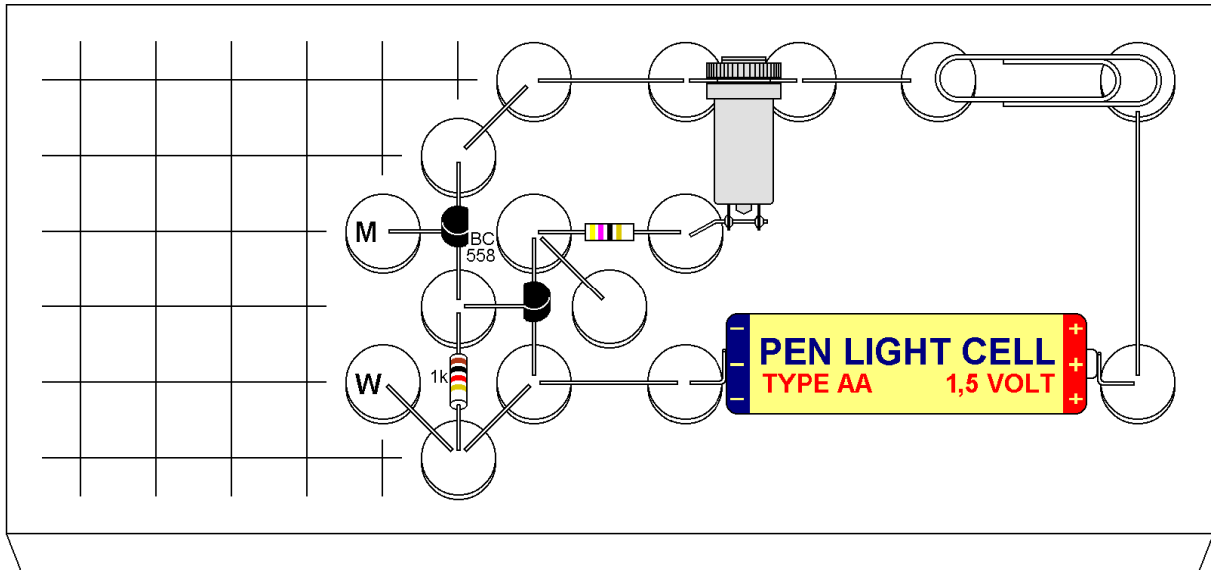 M
BC
558
1k
W
− PEN LIGHT CELL +
− TYPE AA 1,5 VOLT +
− +